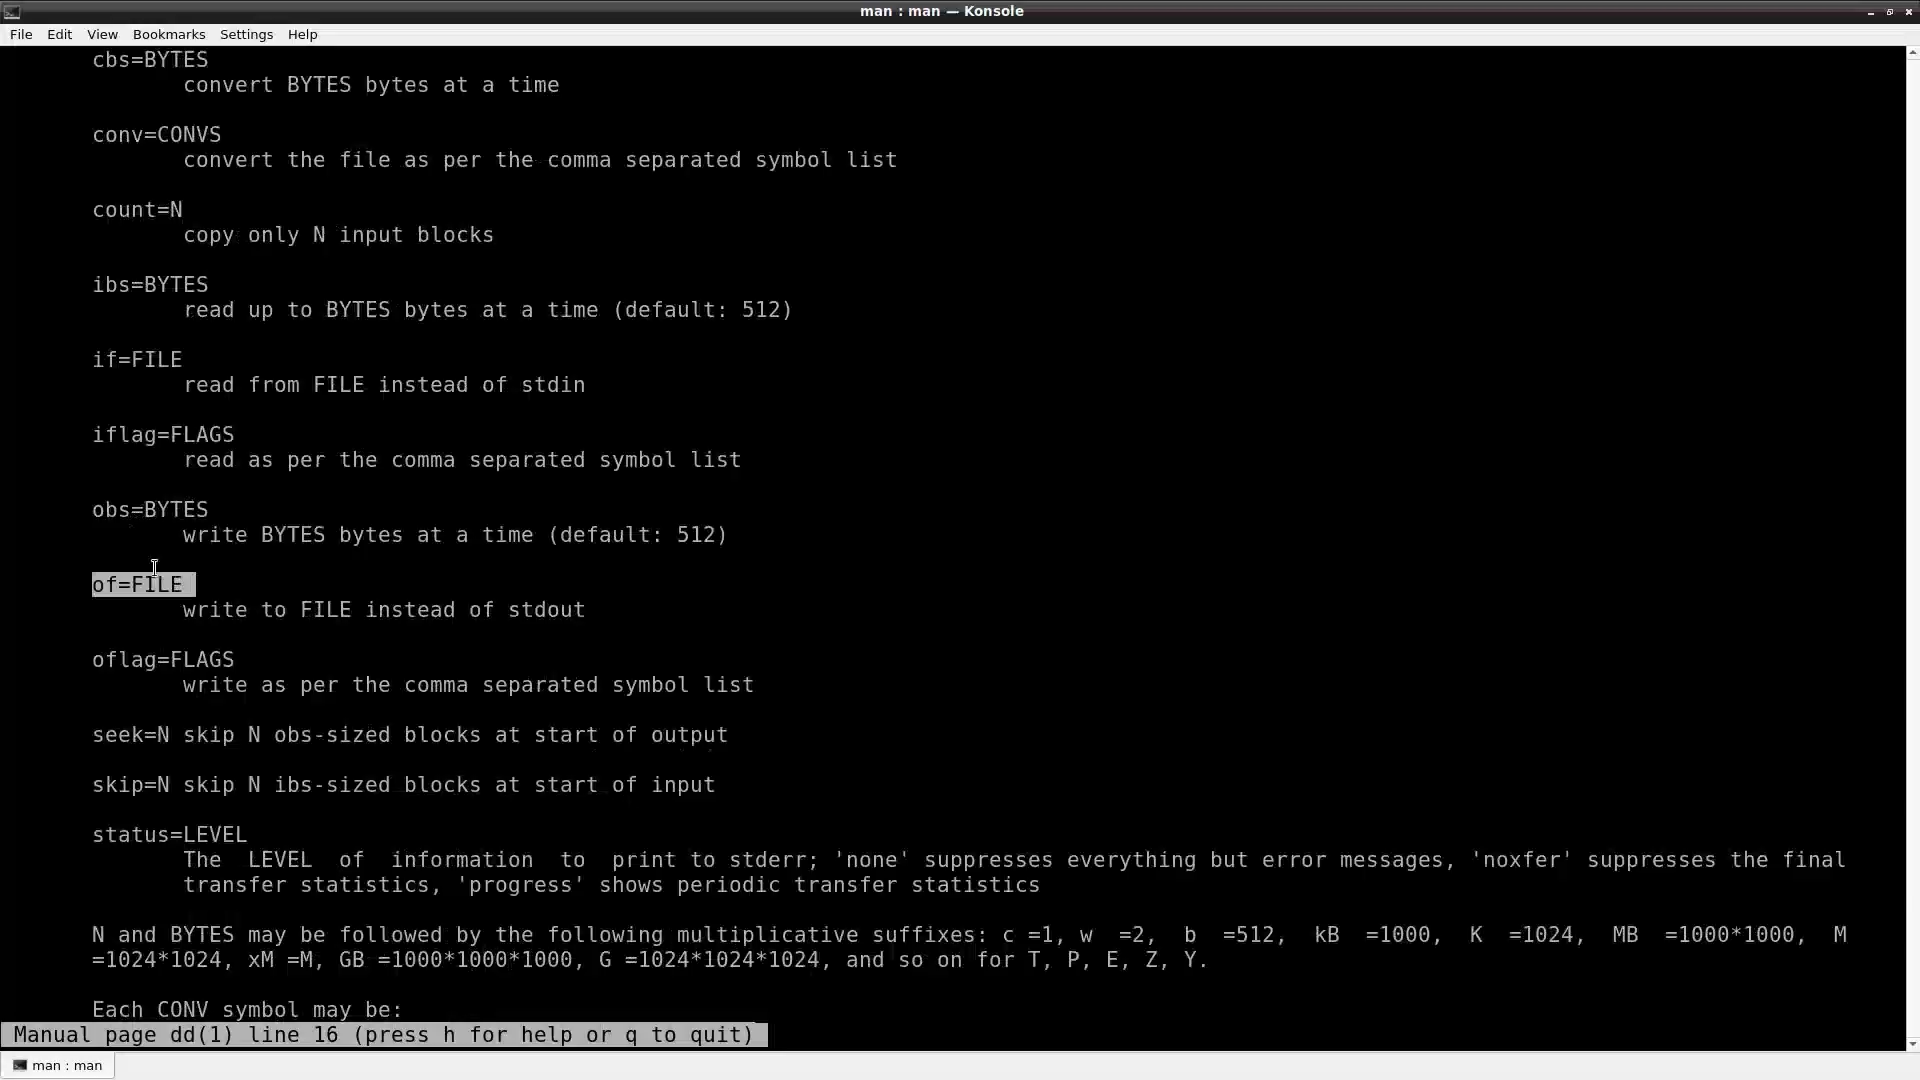 man : man — Konsole
File Edit View Bookmarks Settings Help
cbs=BYTES
convert BYTES bytes at a time
conv=CONVS
convert the file as per the comma separated symbol list
count=N
copy only N input blocks
ibs=BYTES
read up to BYTES bytes at a time (default: 512)
if=FILE
read from FILE instead of stdin
iflag=FLAGS
read as per the comma separated symbol list
obs=BYTES
write BYTES bytes at a time (default: 512)
of=FILE
write to FILE instead of stdout
oflag=FLAGS
write as per the comma separated symbol list
seek=N skip N obs-sized blocks at start of output
skip=N skip N ibs-sized blocks at start of input
status=LEVEL
The  LEVEL  of  information  to  print to stderr; 'none' suppresses everything but error messages, 'noxfer' suppresses the final
transfer statistics, 'progress' shows periodic transfer statistics
N and BYTES may be followed by the following multiplicative suffixes: c =1, w  =2,  b  =512,  kB  =1000,  K  =1024,  MB  =1000*1000,  M
=1024*1024, xM =M, GB =1000*1000*1000, G =1024*1024*1024, and so on for T, P, E, Z, Y.
Each CONV symbol may be:
Manual page dd(1) line 16 (press h for help or q to quit)
man : man